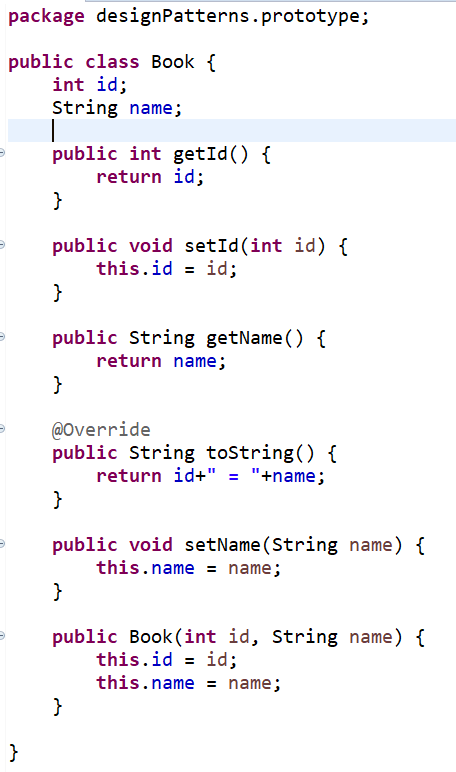 package designPatterns.prototype;
public class Book {
int id;
String name;
public int getId() {
return id;
}
public void setId(int id) {
this.id = id;
}
public String getName() {
return name;
}
@Override
public String toString() {
return id+" = "+name;
}
public void setName(String name) {
this.name = name;
}
public Book(int id, String name) {
this.id = id;
this.name = name;
}
}